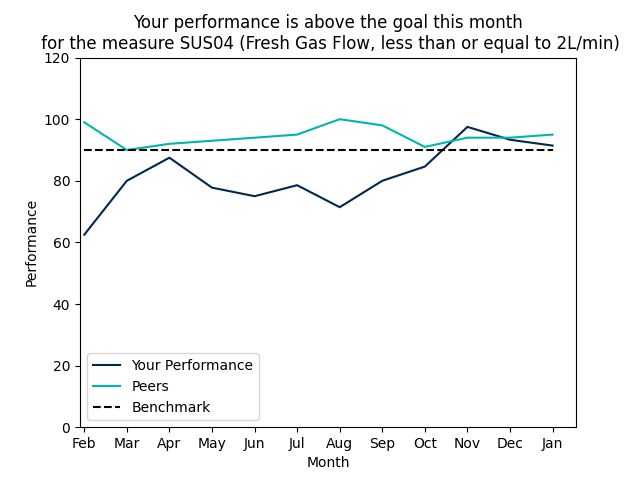 Your performance is above the goal this month
for the measure SUS04 (Fresh Gas Flow, less than or equal to 2L/min)
120
100
80
60
40
20
0
Performance
Your Performance
Peers
Benchmark
Feb Mar Apr May Jun Jul Aug Sep Oct Nov Dec Jan
Month